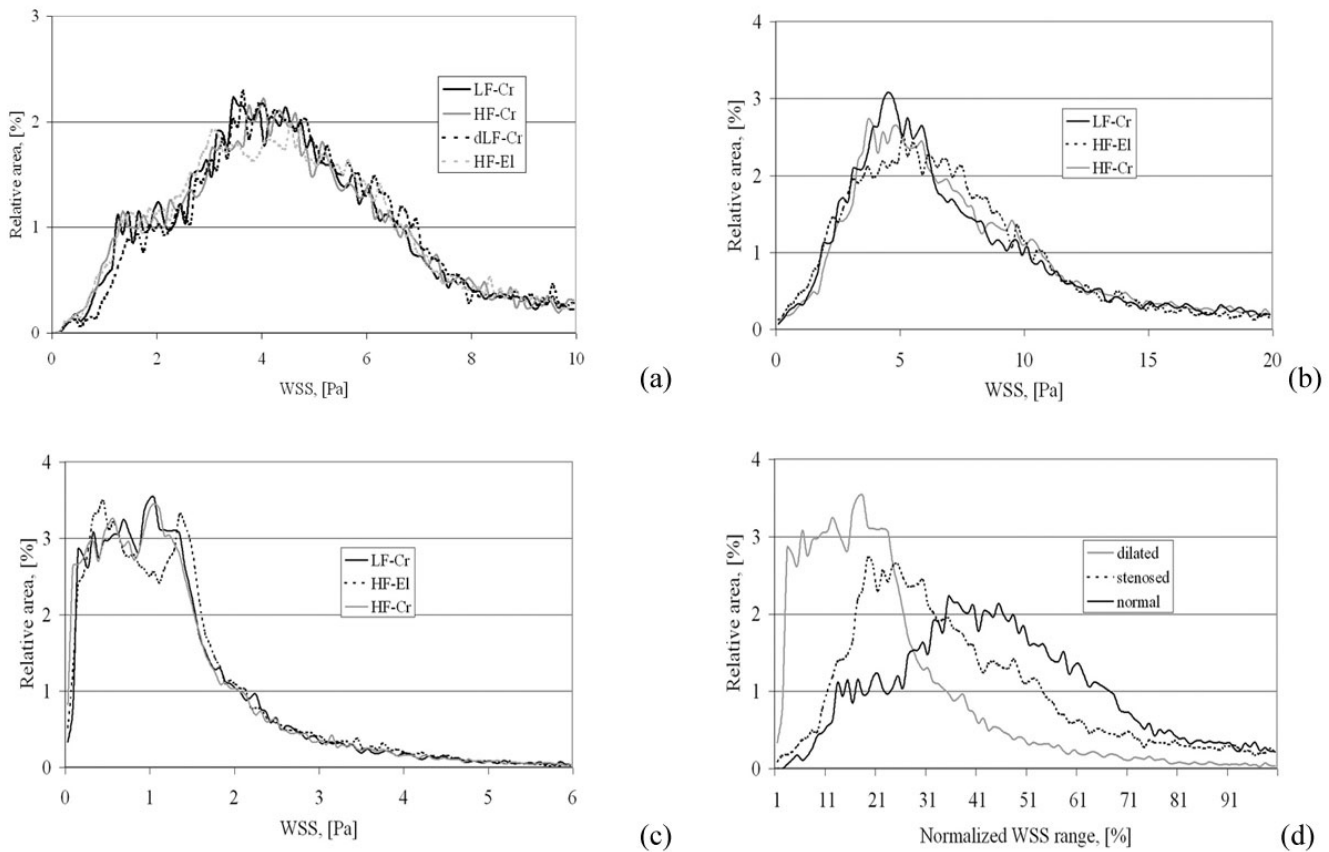 3
2
1
0
Relative area, [%]
LF-Cr
HF-Cr
dLF-Cr
HF-El
0 2 4 6 8 10
WSS, [Pa]
(a)
4
3
2
1
0
Relative area, [%]
LF-Cr
HF-El
HF-Cr
0 5 10 15 20
WSS, [Pa]
(b)
4
3
2
1
0
Relative area, [%]
LF-Cr
HF-El
HF-Cr
0 1 2 3 4 5 6
WSS, [Pa]
(c)
4
3
2
1
0
Relative area, [%]
dilated
stenosed
normal
1 11 21 31 41 51 61 71 81 91
Normalized WSS range, [%]
(d)